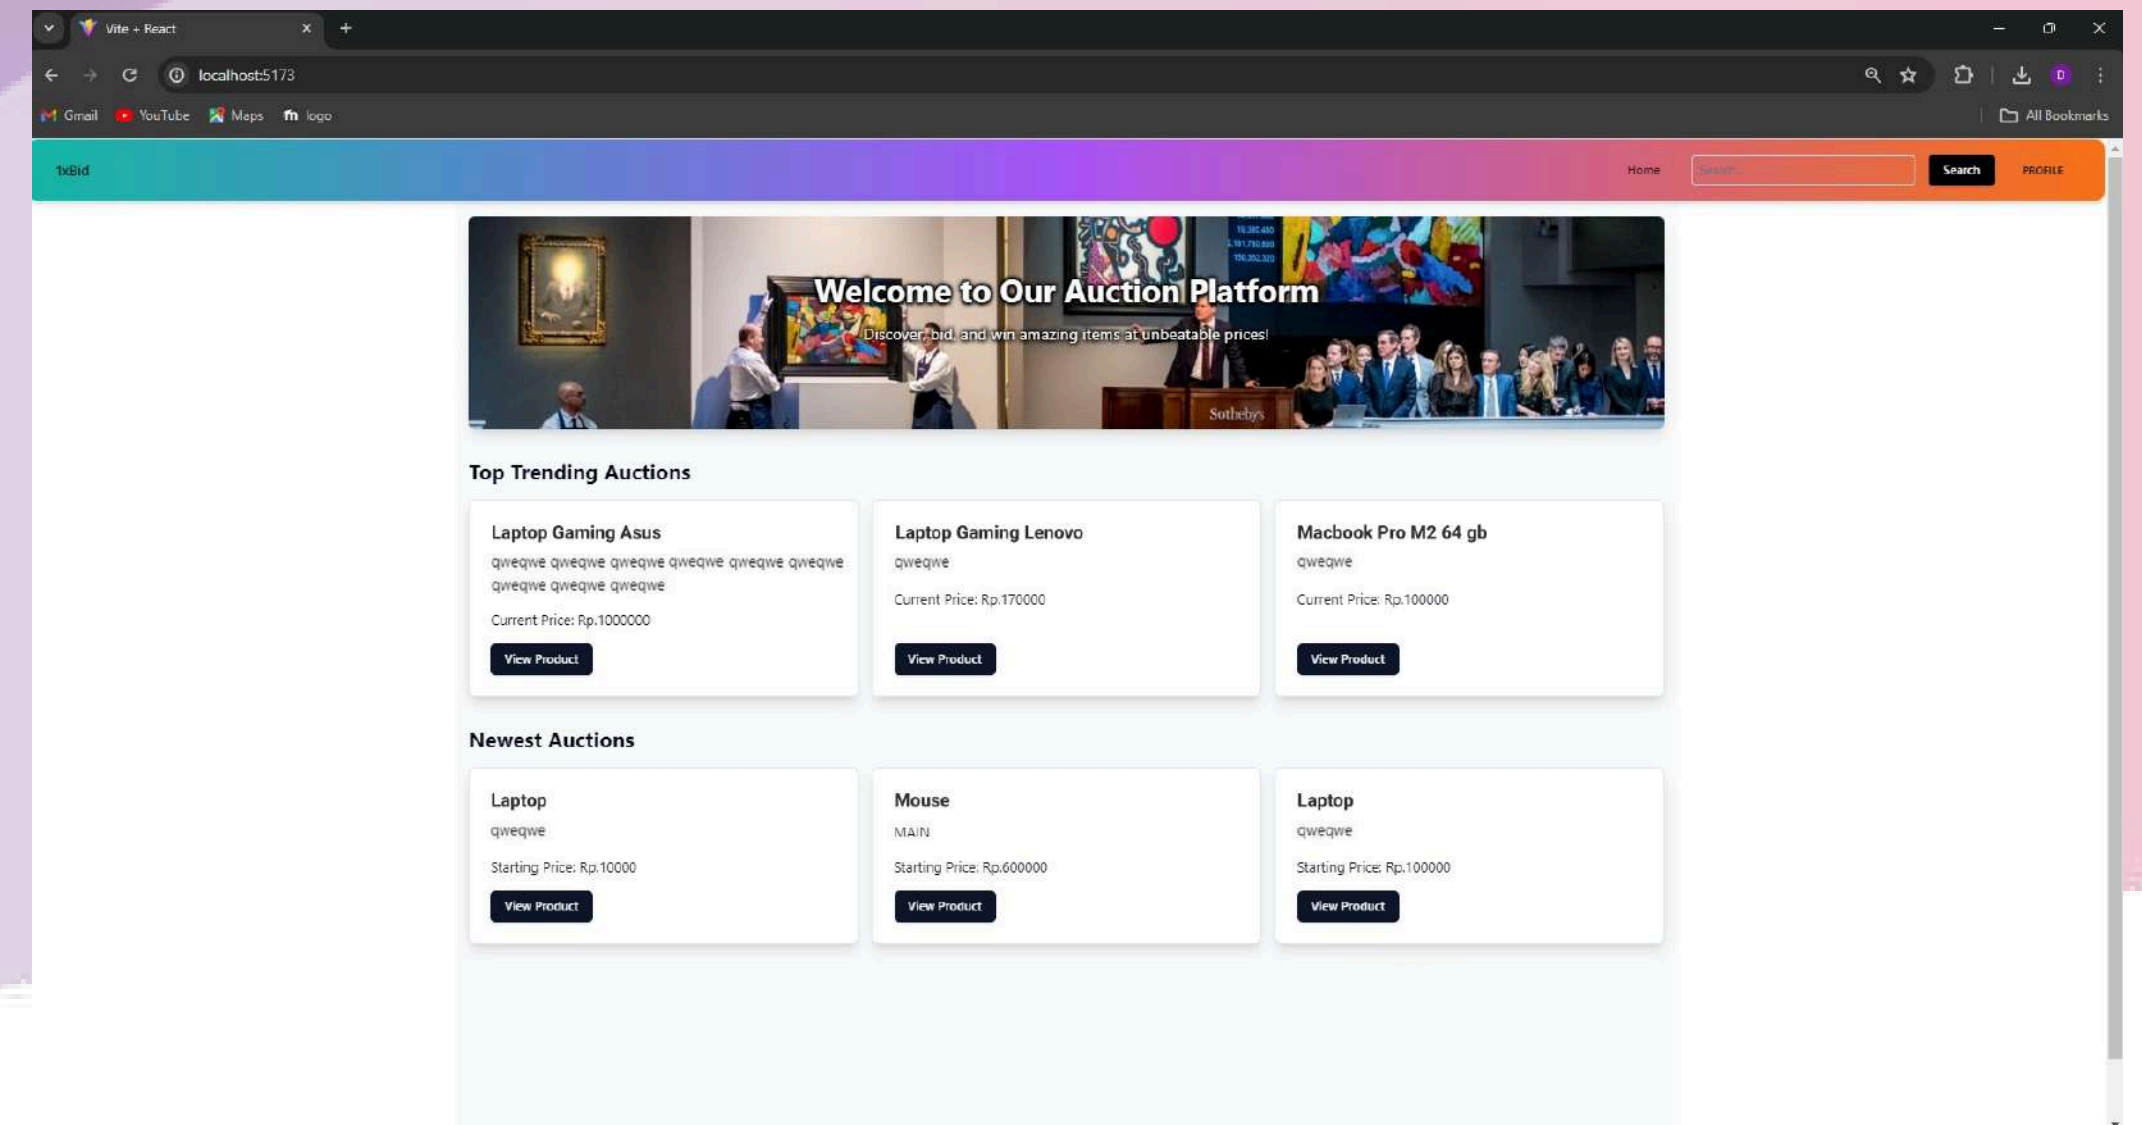 Vite + React
localhost:5173
Gmail YouTube Maps fn logo All Bookmarks
1xBid Home Search... Search PROFILE
Welcome to Our Auction Platform
Discover, bid, and win amazing items at unbeatable prices!
Sotheby's
Top Trending Auctions
Laptop Gaming Asus
qweqwe qweqwe qweqwe qweqwe qweqwe qweqwe
qweqwe qweqwe qweqwe
Current Price: Rp.1000000
View Product
Laptop Gaming Lenovo
qweqwe
Current Price: Rp.170000
View Product
Macbook Pro M2 64 gb
qweqwe
Current Price: Rp.100000
View Product
Newest Auctions
Laptop
qweqwe
Starting Price: Rp.10000
View Product
Mouse
MAIN
Starting Price: Rp.600000
View Product
Laptop
qweqwe
Starting Price: Rp.100000
View Product